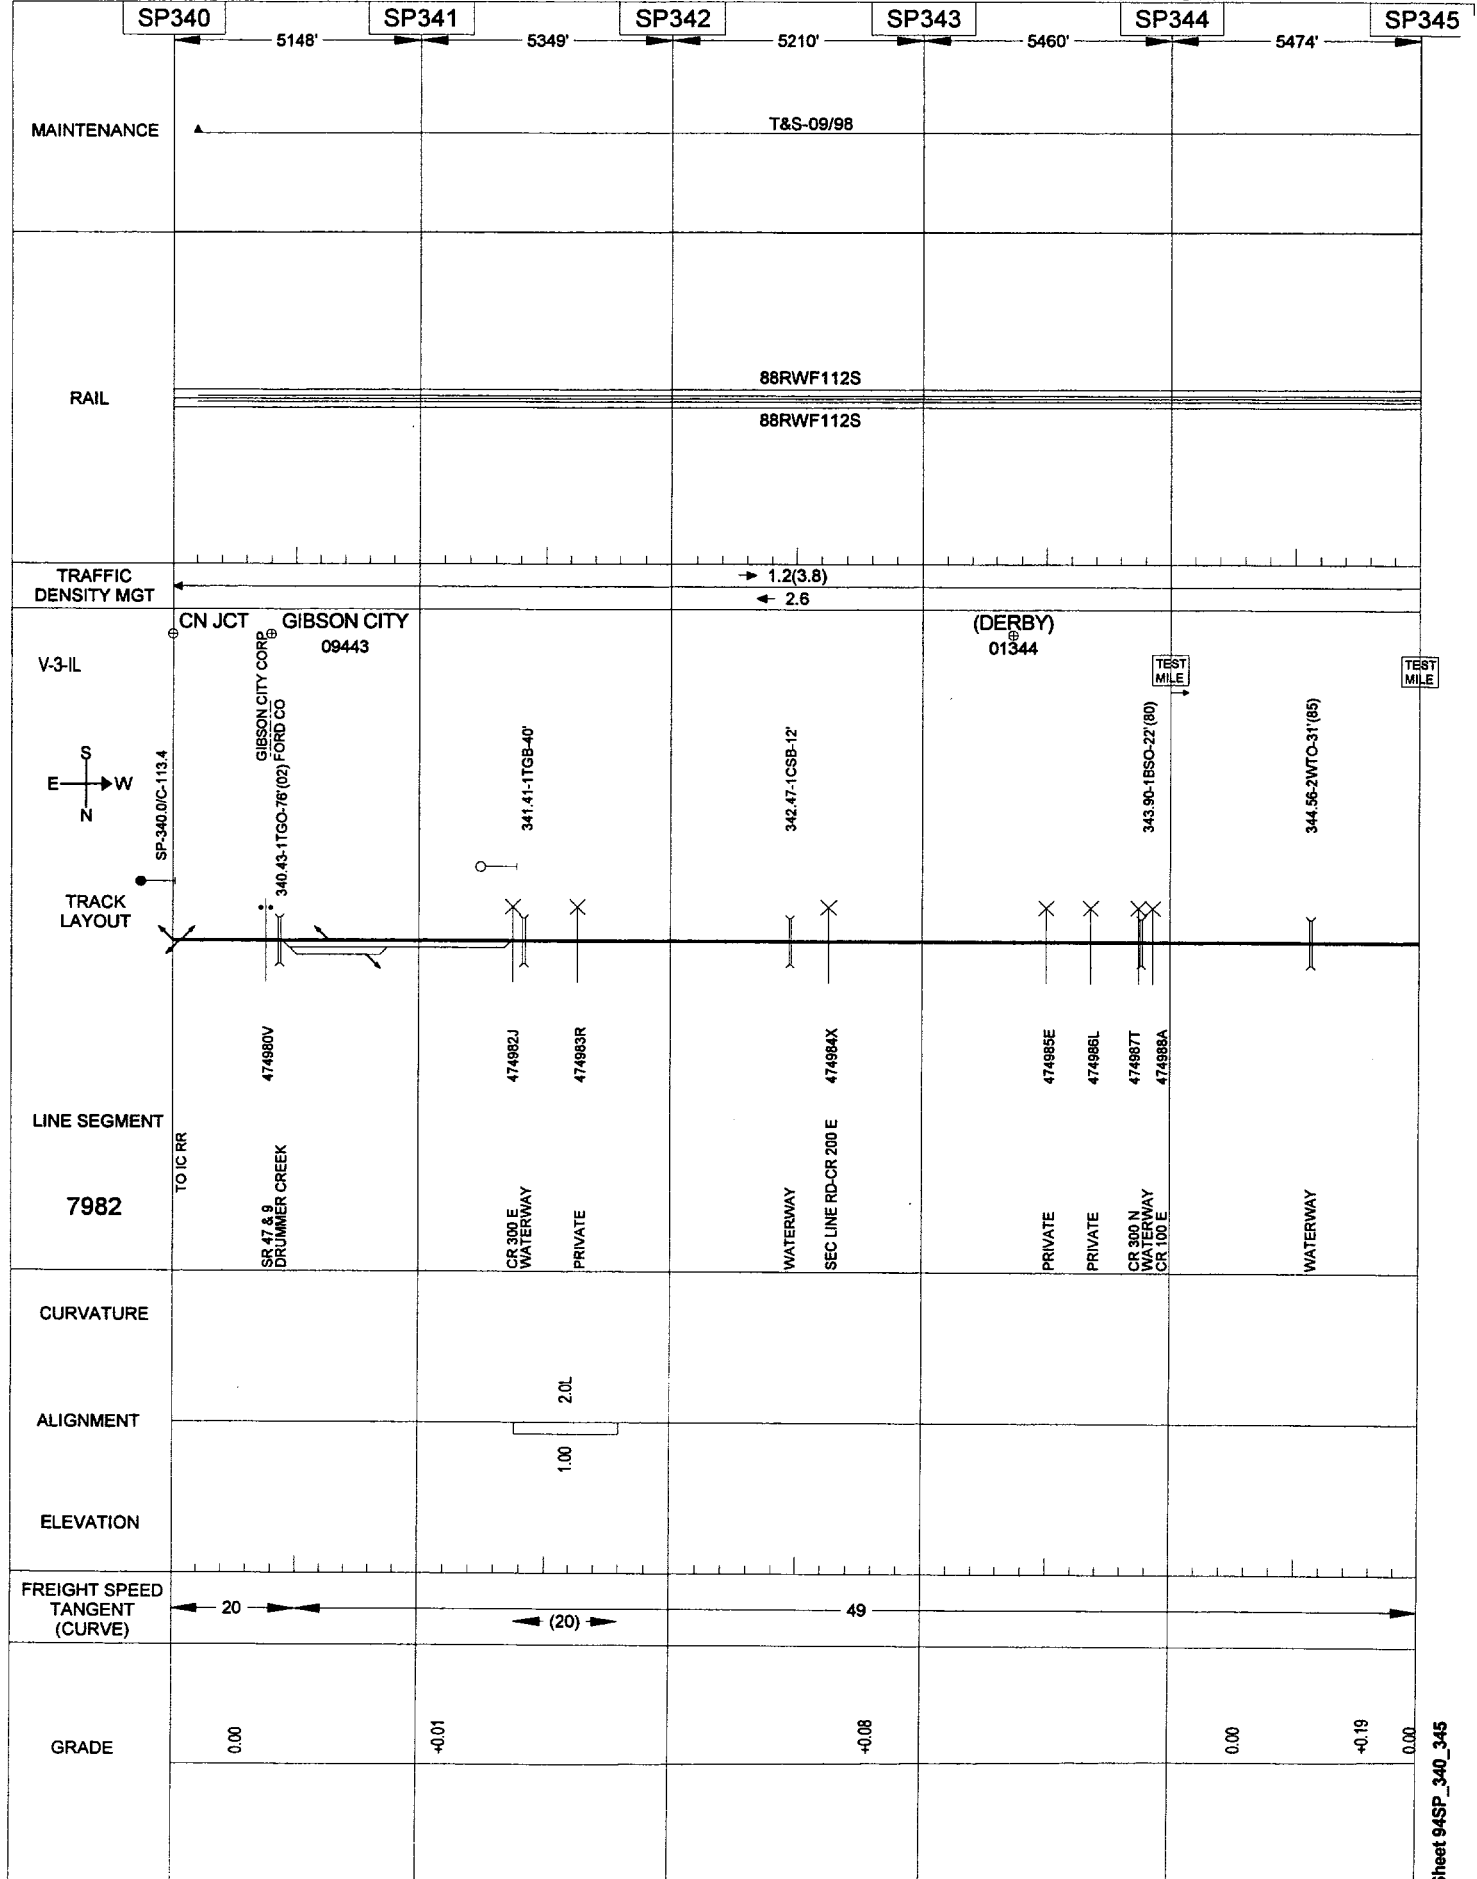 SP340 SP341 SP342 SP343 SP344 SP345
5148' 5349' 5210' 5460' 5474'
MAINTENANCE
T&S-09/98
RAIL
88RWF112S
88RWF112S
TRAFFIC
DENSITY MGT
1.2(3.8)
2.6
CN JCT
GIBSON CITY
09443
(DERBY)
01344
V-3-IL
TEST
MILE
TEST
MILE
S
E W
N
SP-340.0/C-113.4
GIBSON CITY CORP
340.43-1TGO-76'(02) FORD CO
341.41-1TGB-40'
342.47-1CSB-12'
343.90-1BSO-22'(80)
344.56-2WTO-31'(85)
TRACK
LAYOUT
474980V
474982J
474983R
474984X
474985E
474986L
474987T
474988A
LINE SEGMENT
7982
TO IC RR
SR 47 & 9
DRUMMER CREEK
CR 300 E
WATERWAY
PRIVATE
WATERWAY
SEC LINE RD-CR 200 E
PRIVATE
PRIVATE
CR 300 N
WATERWAY
CR 100 E
WATERWAY
CURVATURE
2.0L
ALIGNMENT
1.00
ELEVATION
FREIGHT SPEED
TANGENT
(CURVE)
20
(20)
49
GRADE
0.00
+0.01
+0.08
0.00
+0.19
0.00
Sheet 94SP_340_345